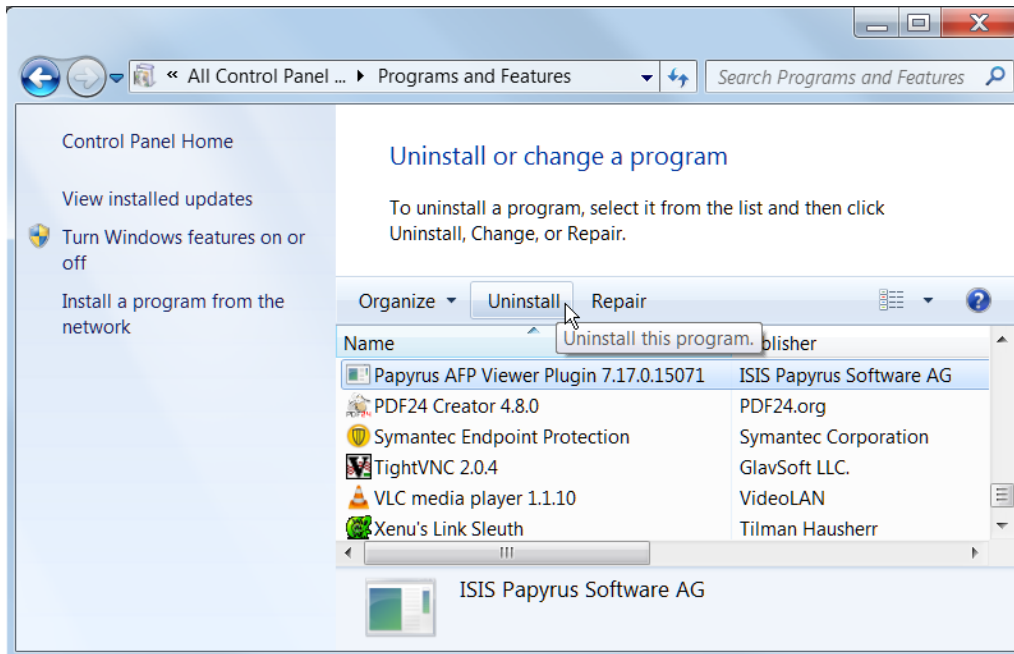 « All Control Panel ... Programs and Features
Search Programs and Features
Control Panel Home
View installed updates
Turn Windows features on or
off
Install a program from the
network
Uninstall or change a program
To uninstall a program, select it from the list and then click
Uninstall, Change, or Repair.
Organize Uninstall Repair
Uninstall this program.
Name blisher
Papyrus AFP Viewer Plugin 7.17.0.15071 ISIS Papyrus Software AG
PDF24 Creator 4.8.0 PDF24.org
Symantec Endpoint Protection Symantec Corporation
TightVNC 2.0.4 GlavSoft LLC.
VLC media player 1.1.10 VideoLAN
Xenu's Link Sleuth Tilman Hausherr
ISIS Papyrus Software AG